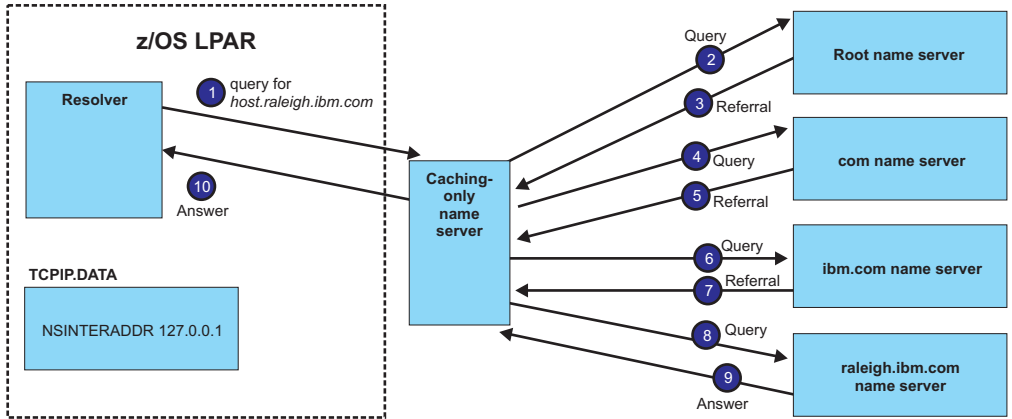 z/OS LPAR
Resolver
1
query for
host.raleigh.ibm.com
10
Answer
TCPIP.DATA
NSINTERADDR 127.0.0.1
Caching-
only
name
server
Query
2
3
Referral
4
Query
5
Referral
6
Query
7
Referral
8
Query
9
Answer
Root name server
com name server
ibm.com name server
raleigh.ibm.com
name server